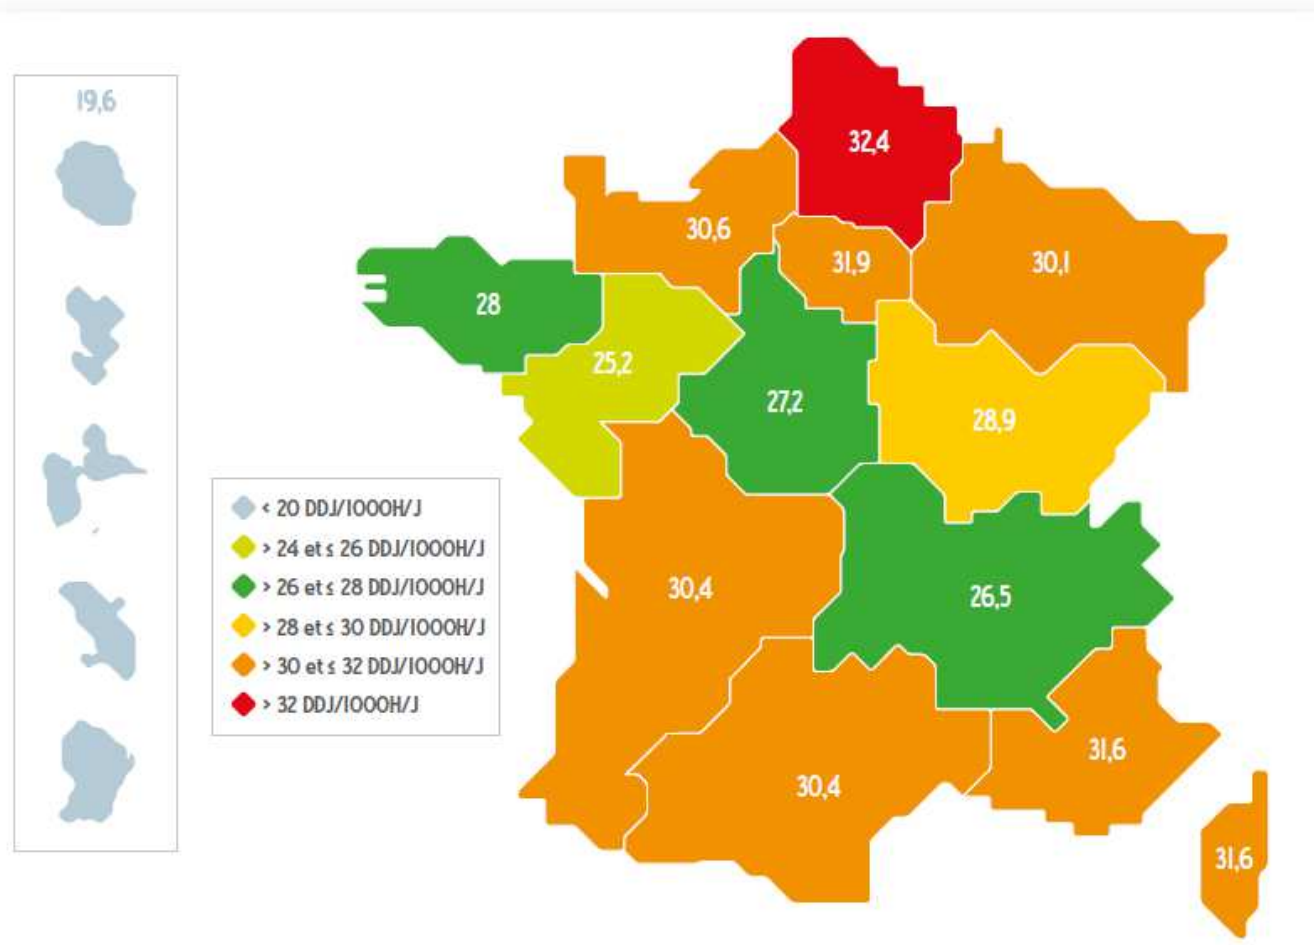 19,6
32,4
30,6
31,9
30,1
28
25,2
27,2
28,9
< 20 DDJ/1000H/J
> 24 et ≤ 26 DDJ/1000H/J
> 26 et ≤ 28 DDJ/1000H/J
> 28 et ≤ 30 DDJ/1000H/J
> 30 et ≤ 32 DDJ/1000H/J
> 32 DDJ/1000H/J
30,4
26,5
31,6
30,4
31,6